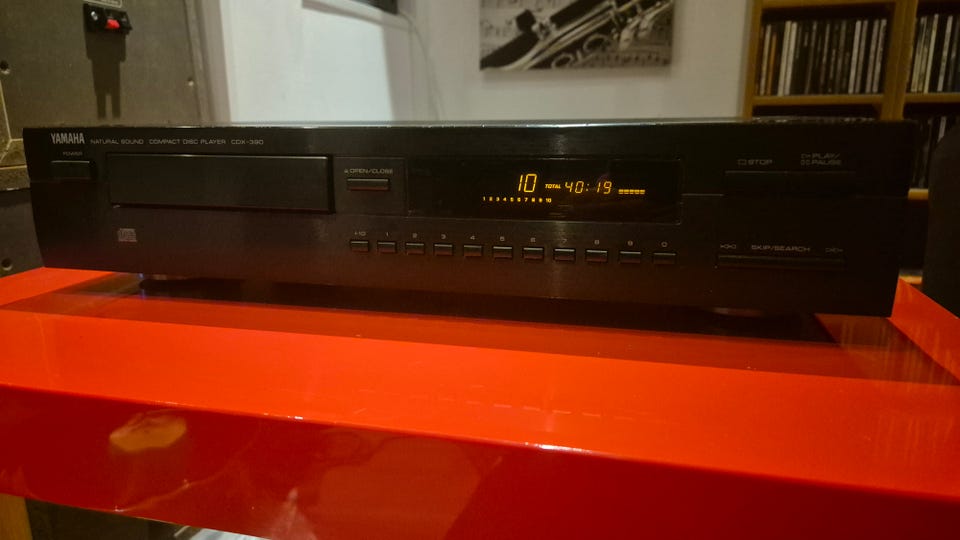 YAMAHA NATURAL SOUND COMPACT DISC PLAYER CDX-390
POWER
OPEN/CLOSE
10 TOTAL 40:19
1 2 3 4 5 6 7 8 9 10
STOP
PLAY/
PAUSE
+10 1 2 3 4 5 6 7 8 9 0
SKIP/SEARCH